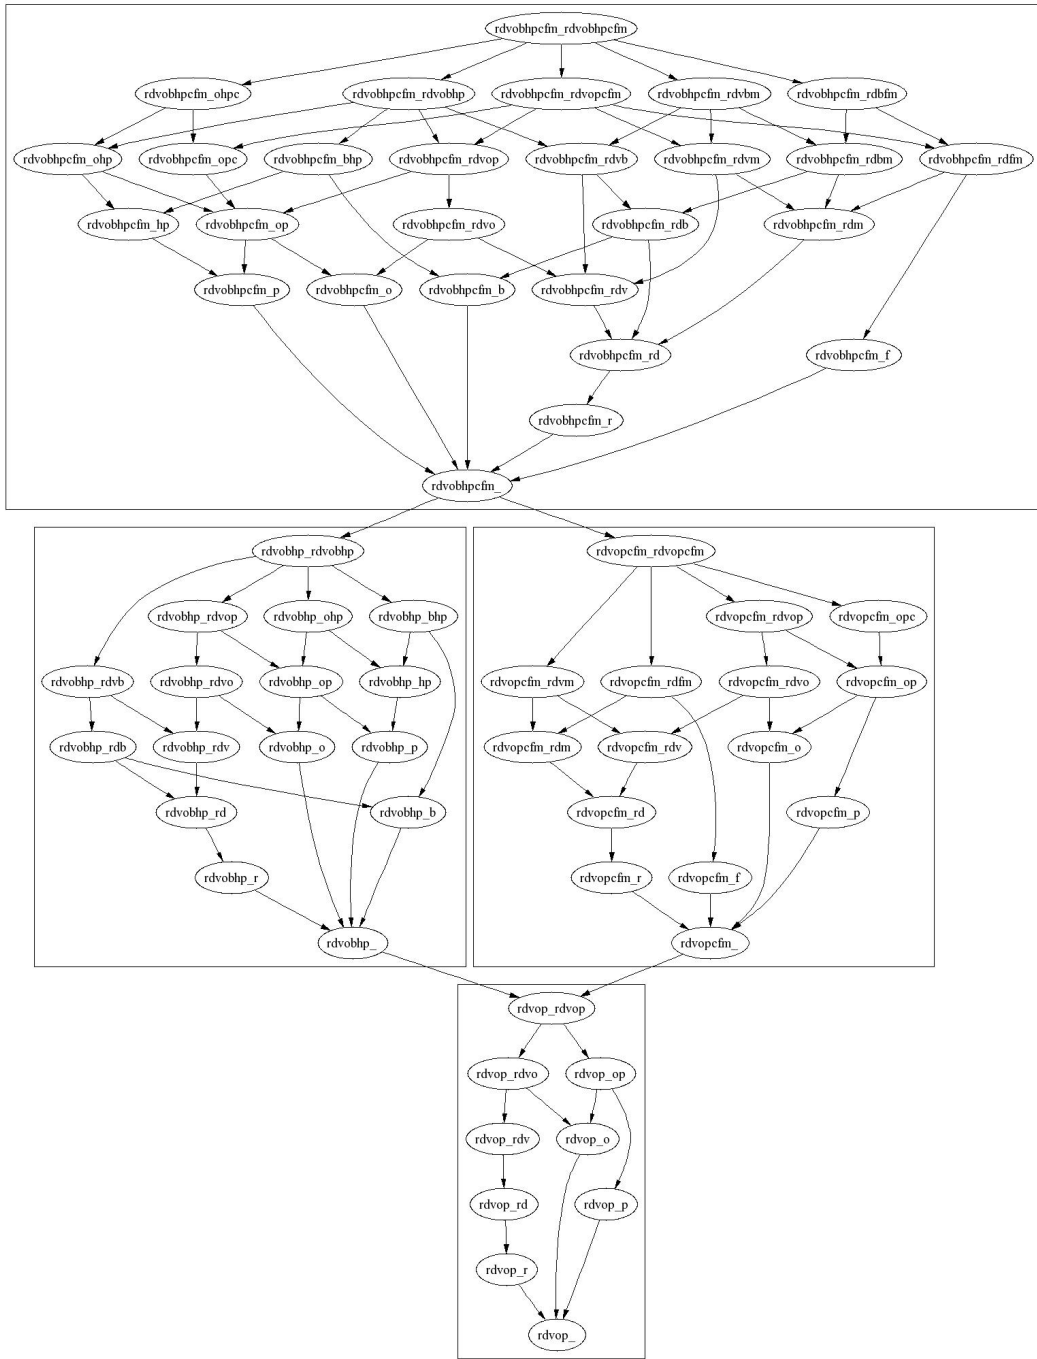 rdvobhpcfm_rdvobhpcfm
rdvobhpcfm_ohpc
rdvobhpcfm_rdvobhp
rdvobhpcfm_rdvopcfm
rdvobhpcfm_rdvbm
rdvobhpcfm_rdbfm
rdvobhpcfm_ohp
rdvobhpcfm_opc
rdvobhpcfm_bhp
rdvobhpcfm_rdvop
rdvobhpcfm_rdvb
rdvobhpcfm_rdvm
rdvobhpcfm_rdbm
rdvobhpcfm_rdfm
rdvobhpcfm_hp
rdvobhpcfm_op
rdvobhpcfm_rdvo
rdvobhpcfm_rdb
rdvobhpcfm_rdm
rdvobhpcfm_p
rdvobhpcfm_o
rdvobhpcfm_b
rdvobhpcfm_rdv
rdvobhpcfm_rd
rdvobhpcfm_f
rdvobhpcfm_r
rdvobhpcfm_
rdvobhp_rdvobhp
rdvobhp_rdvop
rdvobhp_ohp
rdvobhp_bhp
rdvobhp_rdvb
rdvobhp_rdvo
rdvobhp_op
rdvobhp_hp
rdvobhp_rdb
rdvobhp_rdv
rdvobhp_o
rdvobhp_p
rdvobhp_rd
rdvobhp_b
rdvobhp_r
rdvobhp_
rdvopcfm_rdvopcfm
rdvopcfm_rdvop
rdvopcfm_opc
rdvopcfm_rdvm
rdvopcfm_rdfm
rdvopcfm_rdvo
rdvopcfm_op
rdvopcfm_rdm
rdvopcfm_rdv
rdvopcfm_o
rdvopcfm_rd
rdvopcfm_p
rdvopcfm_r
rdvopcfm_f
rdvopcfm_
rdvop_rdvop
rdvop_rdvo
rdvop_op
rdvop_rdv
rdvop_o
rdvop_rd
rdvop_p
rdvop_r
rdvop_